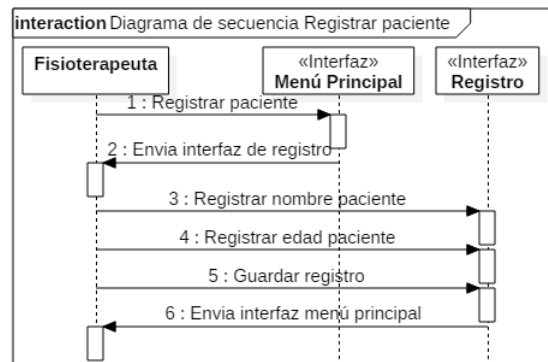 interaction Diagrama de secuencia Registrar paciente
Fisioterapeuta
«Interfaz»
Menú Principal
«Interfaz»
Registro
1 : Registrar paciente
2 : Envia interfaz de registro
3 : Registrar nombre paciente
4 : Registrar edad paciente
5 : Guardar registro
6 : Envia interfaz menú principal